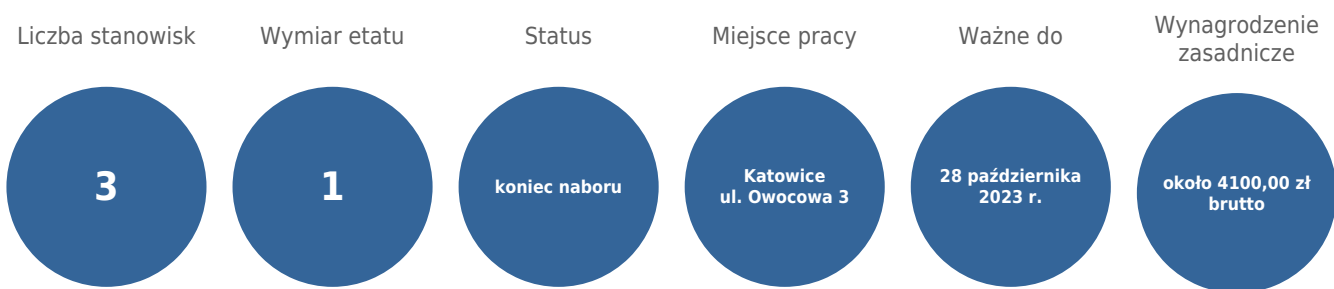 Liczba stanowisk
3
Wymiar etatu
1
Status
koniec naboru
Miejsce pracy
Katowice
ul. Owocowa 3
Ważne do
28 października
2023 r.
Wynagrodzenie
zasadnicze
około 4100,00 zł
brutto